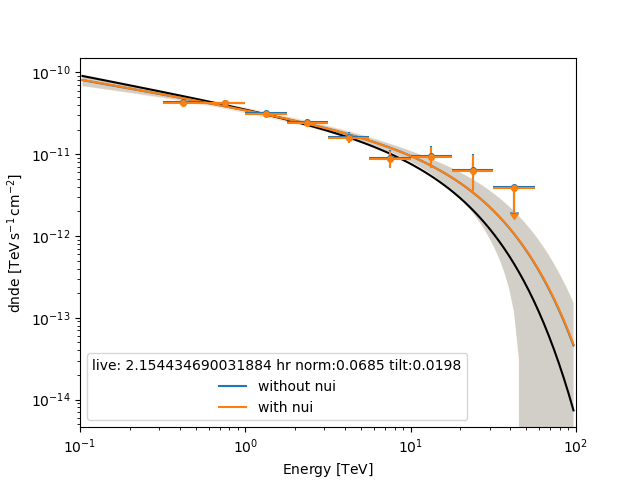 10⁻¹⁰
10⁻¹¹
10⁻¹²
10⁻¹³
10⁻¹⁴
dnde [TeV s⁻¹ cm⁻²]
live: 2.154434690031884 hr norm:0.0685 tilt:0.0198
without nui
with nui
10⁻¹ 10⁰ 10¹ 10²
Energy [TeV]